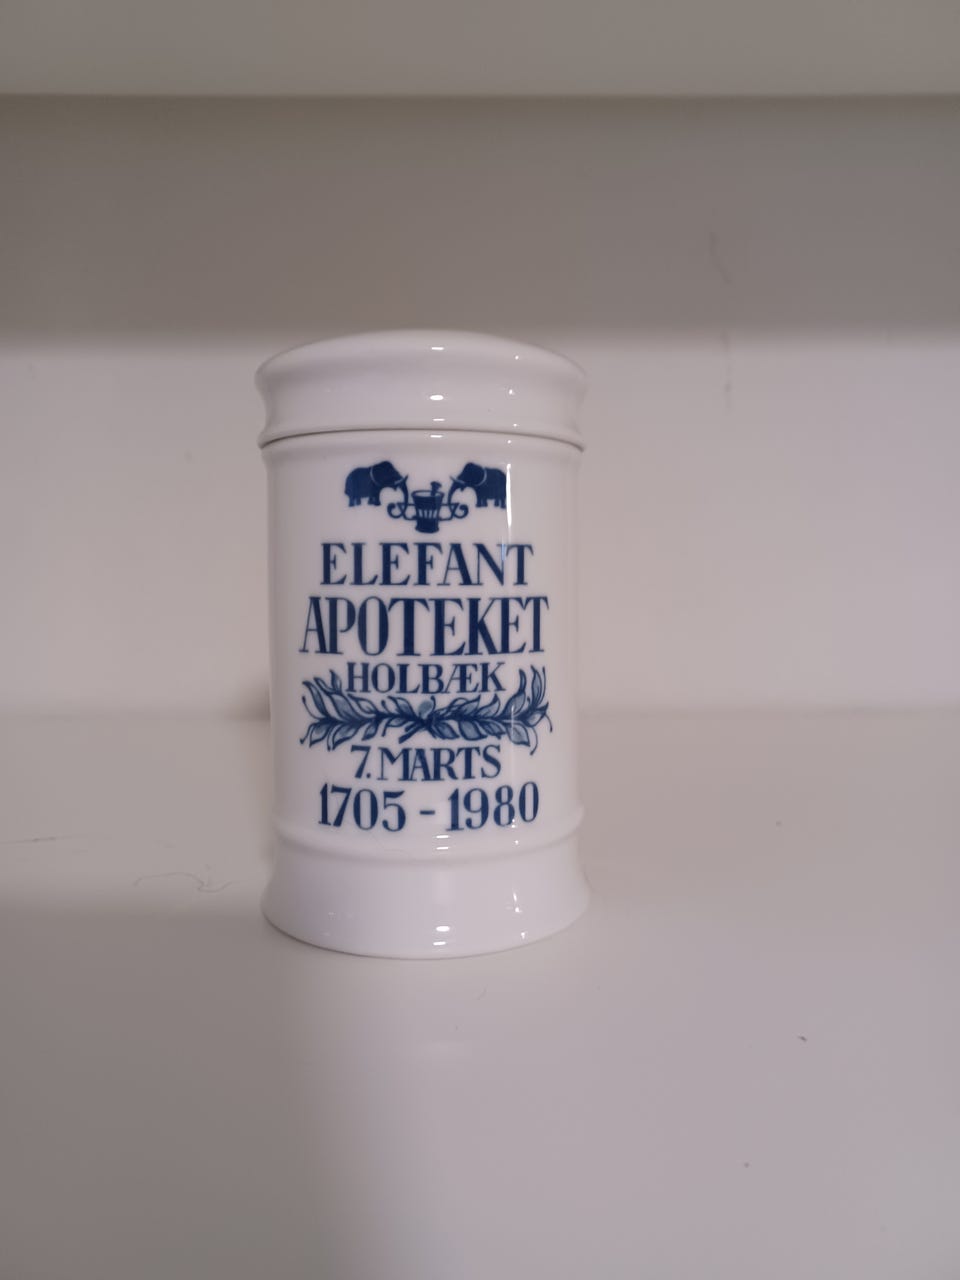 ELEFANT
APOTEKET
HOLBÆK
7. MARTS
1705 - 1980